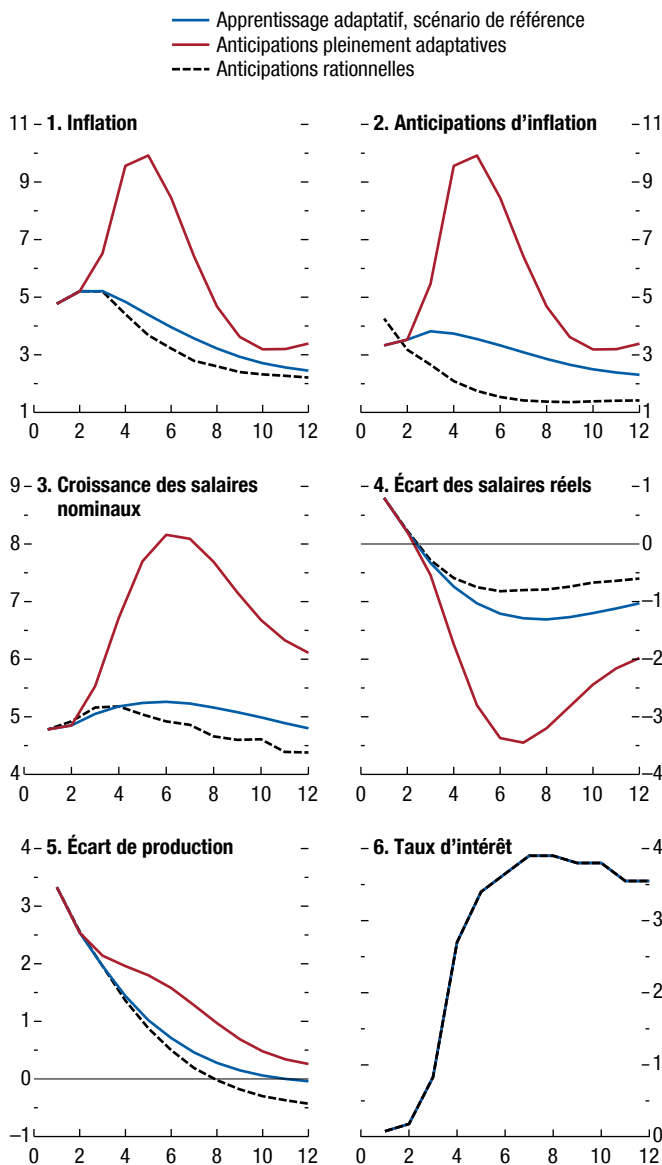 Apprentissage adaptatif, scénario de référence
Anticipations pleinement adaptatives
Anticipations rationnelles
1. Inflation
11
9
7
5
3
1
0 2 4 6 8 10 12
2. Anticipations d’inflation
11
9
7
5
3
1
0 2 4 6 8 10 12
3. Croissance des salaires
nominaux
9
8
7
6
5
4
0 2 4 6 8 10 12
4. Écart des salaires réels
1
0
–1
–2
–3
–4
0 2 4 6 8 10 12
5. Écart de production
4
3
2
1
0
–1
0 2 4 6 8 10 12
6. Taux d’intérêt
4
3
2
1
0
0 2 4 6 8 10 12